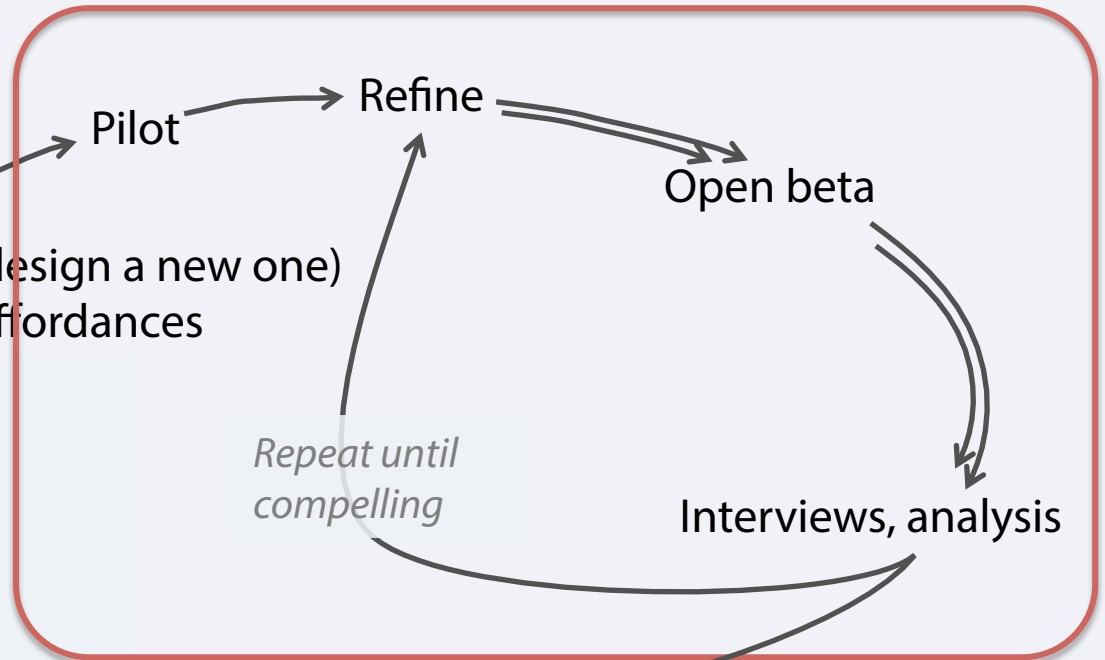 Refine
Pilot
Open beta
esign a new one)
ffordances
Repeat until
compelling
Interviews, analysis